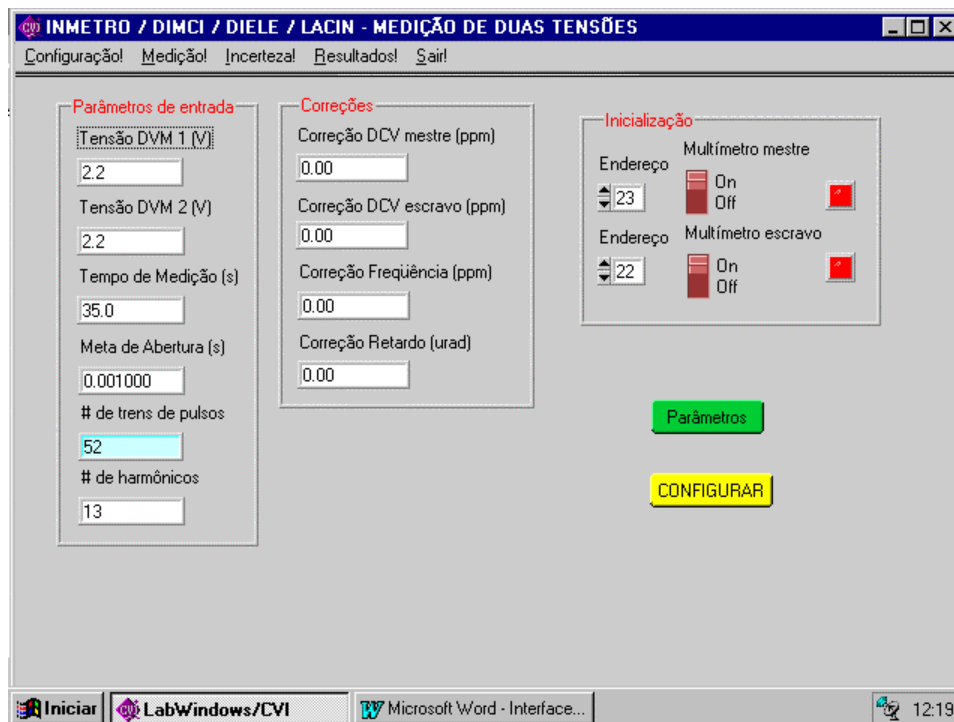 INMETRO / DIMCI / DIELE / LACIN - MEDIÇÃO DE DUAS TENSÕES
Configuração! Medição! Incerteza! Resultados! Sair!
Parâmetros de entrada
Tensão DVM 1 (V)
2.2
Tensão DVM 2 (V)
2.2
Tempo de Medição (s)
35.0
Meta de Abertura (s)
0.001000
# de trens de pulsos
52
# de harmônicos
13
Correções
Correção DCV mestre (ppm)
0.00
Correção DCV escravo (ppm)
0.00
Correção Freqüência (ppm)
0.00
Correção Retardo (urad)
0.00
Inicialização
Endereço
23
Multímetro mestre
On
Off
Endereço
22
Multímetro escravo
On
Off
Parâmetros
CONFIGURAR
Iniciar
LabWindows/CVI
Microsoft Word - Interface...
12:19